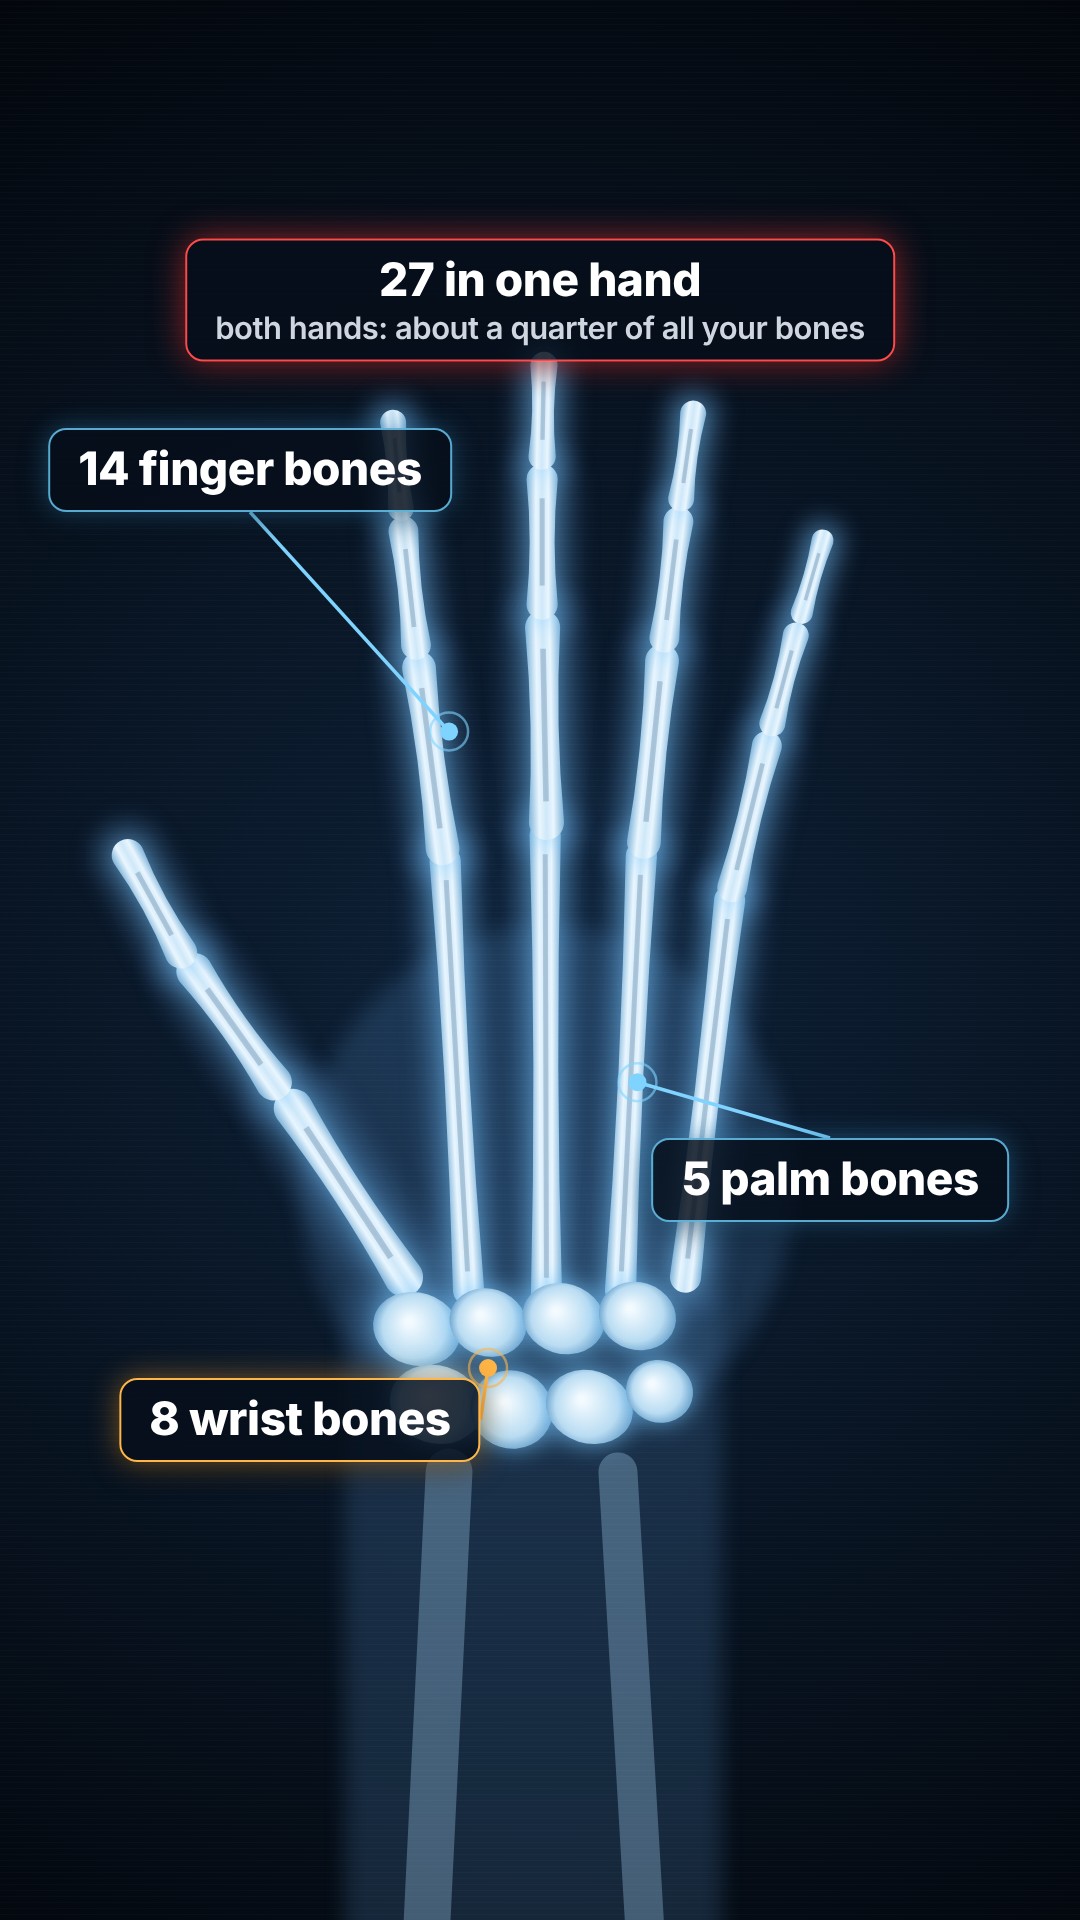 27 in one hand
both hands: about a quarter of all your bones
14 finger bones
5 palm bones
8 wrist bones